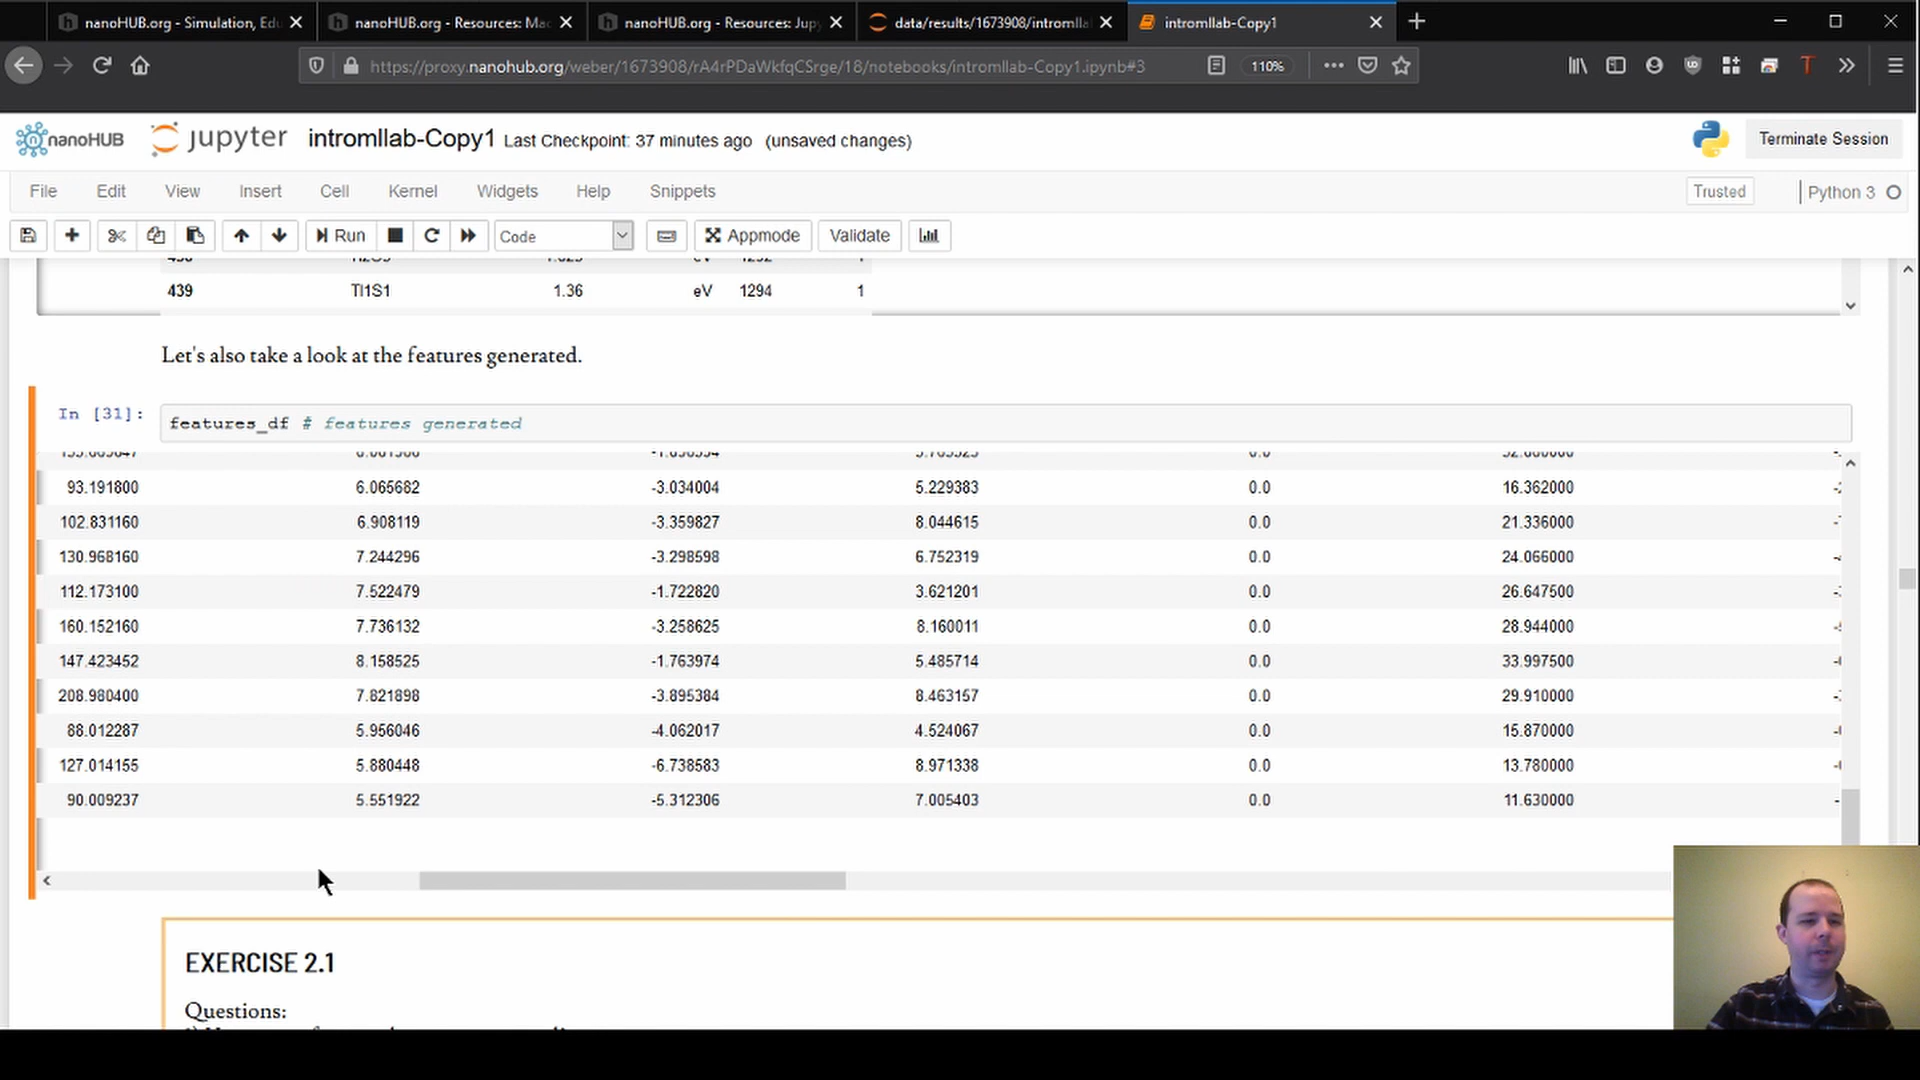 nanoHUB.org - Simulation, Edu
nanoHUB.org - Resources: Mac
nanoHUB.org - Resources: Jupy
data/results/1673908/intromlla
intromllab-Copy1
https://proxy.nanohub.org/weber/1673908/rA4rPDaWkfqCSrge/18/notebooks/intromllab-Copy1.ipynb#3
110%
nanoHUB jupyter intromllab-Copy1 Last Checkpoint: 37 minutes ago (unsaved changes)
Terminate Session
File Edit View Insert Cell Kernel Widgets Help Snippets
Trusted Python 3
Run Code Appmode Validate
439 Tl1S1 1.36 eV 1294 1
Let's also take a look at the features generated.
In [31]: features_df # features generated
93.191800 6.065682 -3.034004 5.229383 0.0 16.362000
102.831160 6.908119 -3.359827 8.044615 0.0 21.336000
130.968160 7.244296 -3.298598 6.752319 0.0 24.066000
112.173100 7.522479 -1.722820 3.621201 0.0 26.647500
160.152160 7.736132 -3.258625 8.160011 0.0 28.944000
147.423452 8.158525 -1.763974 5.485714 0.0 33.997500
208.980400 7.821898 -3.895384 8.463157 0.0 29.910000
88.012287 5.956046 -4.062017 4.524067 0.0 15.870000
127.014155 5.880448 -6.738583 8.971338 0.0 13.780000
90.009237 5.551922 -5.312306 7.005403 0.0 11.630000
EXERCISE 2.1
Questions: